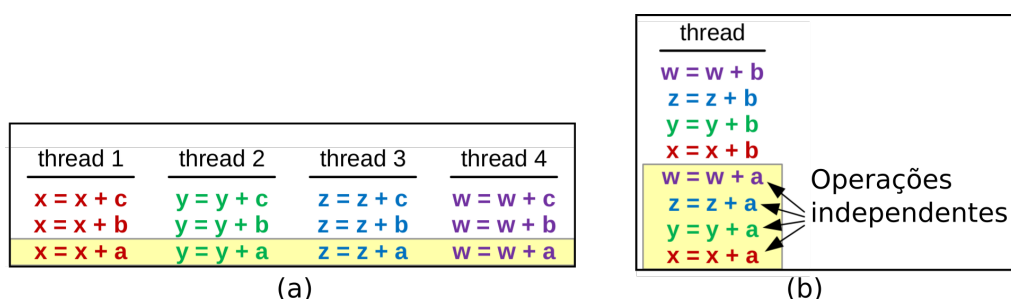 thread 1 thread 2 thread 3 thread 4
x = x + c y = y + c z = z + c w = w + c
x = x + b y = y + b z = z + b w = w + b
x = x + a y = y + a z = z + a w = w + a
(a)
thread
w = w + b
z = z + b
y = y + b
x = x + b
w = w + a
z = z + a
y = y + a
x = x + a
Operações
independentes
(b)